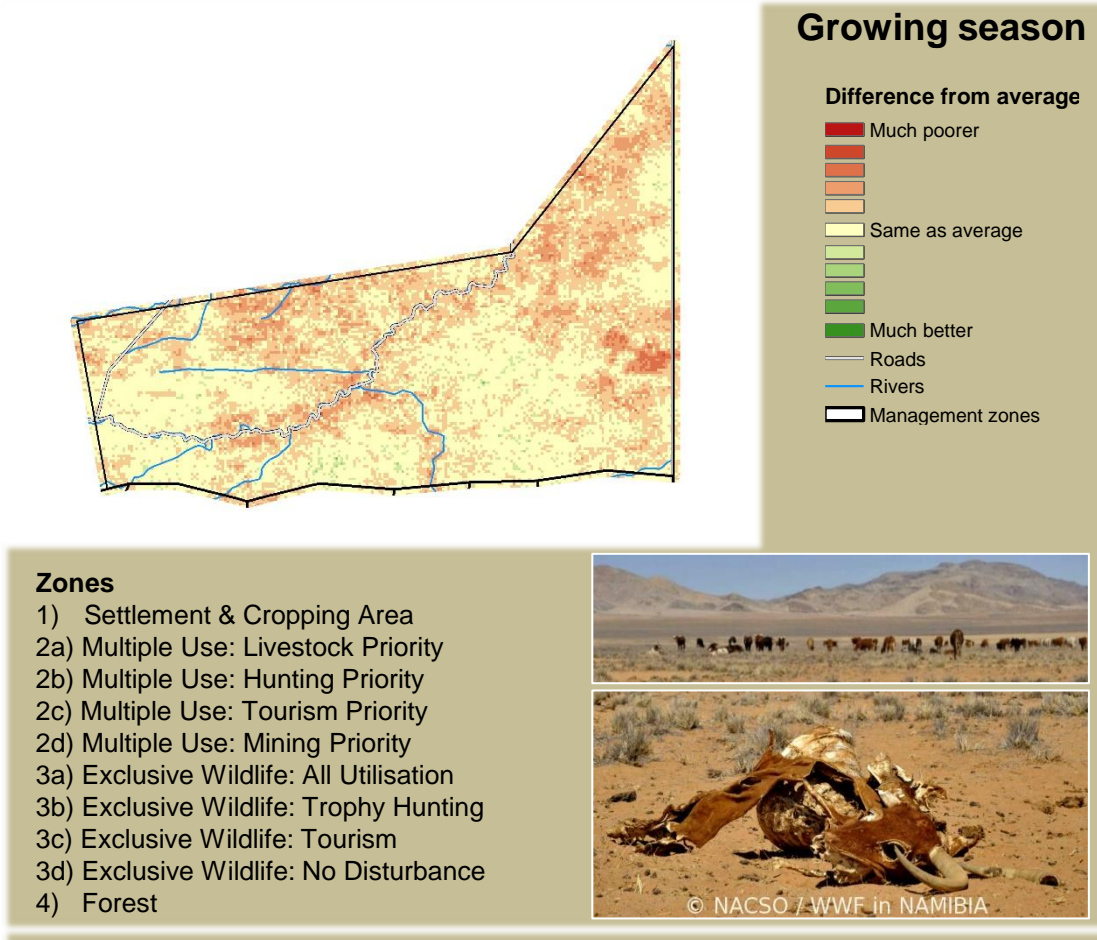 Growing season
Difference from average
Much poorer
Same as average
Much better
Roads
Rivers
Management zones
Zones
1) Settlement & Cropping Area
2a) Multiple Use: Livestock Priority
2b) Multiple Use: Hunting Priority
2c) Multiple Use: Tourism Priority
2d) Multiple Use: Mining Priority
3a) Exclusive Wildlife: All Utilisation
3b) Exclusive Wildlife: Trophy Hunting
3c) Exclusive Wildlife: Tourism
3d) Exclusive Wildlife: No Disturbance
4) Forest
© NACSO / WWF in NAMIBIA